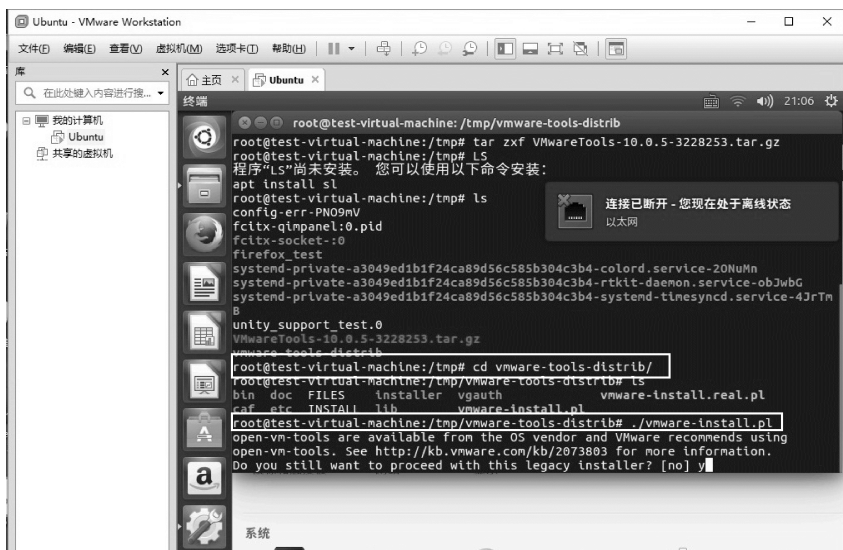 Ubuntu - VMware Workstation
文件(F) 编辑(E) 查看(V) 虚拟机(M) 选项卡(T) 帮助(H)
库
在此处键入内容进行搜...
我的计算机
Ubuntu
共享的虚拟机
主页 Ubuntu
终端 21:06
root@test-virtual-machine: /tmp/vmware-tools-distrib
root@test-virtual-machine:/tmp# tar zxf VMwareTools-10.0.5-3228253.tar.gz
root@test-virtual-machine:/tmp# LS
程序“LS”尚未安装。 您可以使用以下命令安装:
apt install sl
root@test-virtual-machine:/tmp# ls
config-err-PNO9mV
fcitx-qimpanel:0.pid
fcitx-socket-:0
firefox_test
systemd-private-a3049ed1b1f24ca89d56c585b304c3b4-colord.service-2ONuMn
systemd-private-a3049ed1b1f24ca89d56c585b304c3b4-rtkit-daemon.service-obJwbG
systemd-private-a3049ed1b1f24ca89d56c585b304c3b4-systemd-timesyncd.service-4JrTm
B
unity_support_test.0
VMwareTools-10.0.5-3228253.tar.gz
vmware-tools-distrib
root@test-virtual-machine:/tmp# cd vmware-tools-distrib/
root@test-virtual-machine:/tmp/vmware-tools-distrib# ls
bin doc FILES installer vgauth vmware-install.real.pl
caf etc INSTALL lib vmware-install.pl
root@test-virtual-machine:/tmp/vmware-tools-distrib# ./vmware-install.pl
open-vm-tools are available from the OS vendor and VMware recommends using
open-vm-tools. See http://kb.vmware.com/kb/2073803 for more information.
Do you still want to proceed with this legacy installer? [no] y
连接已断开 - 您现在处于离线状态
以太网
系统